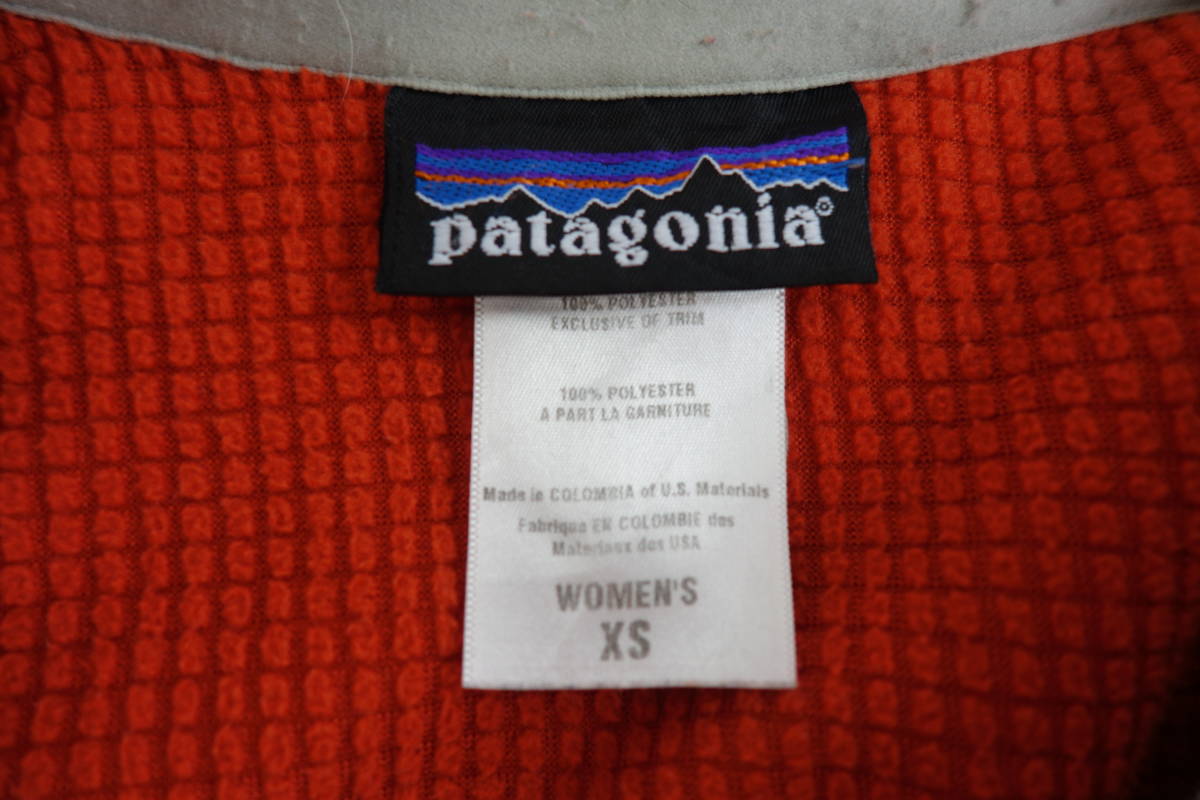 patagonia®
100% POLYESTER
EXCLUSIVE OF TRIM
100% POLYESTER
A PART LA GARNITURE
Made in COLOMBIA of U.S. Materials
Fabrique EN COLOMBIE des
Materiaux des USA
WOMEN'S
XS